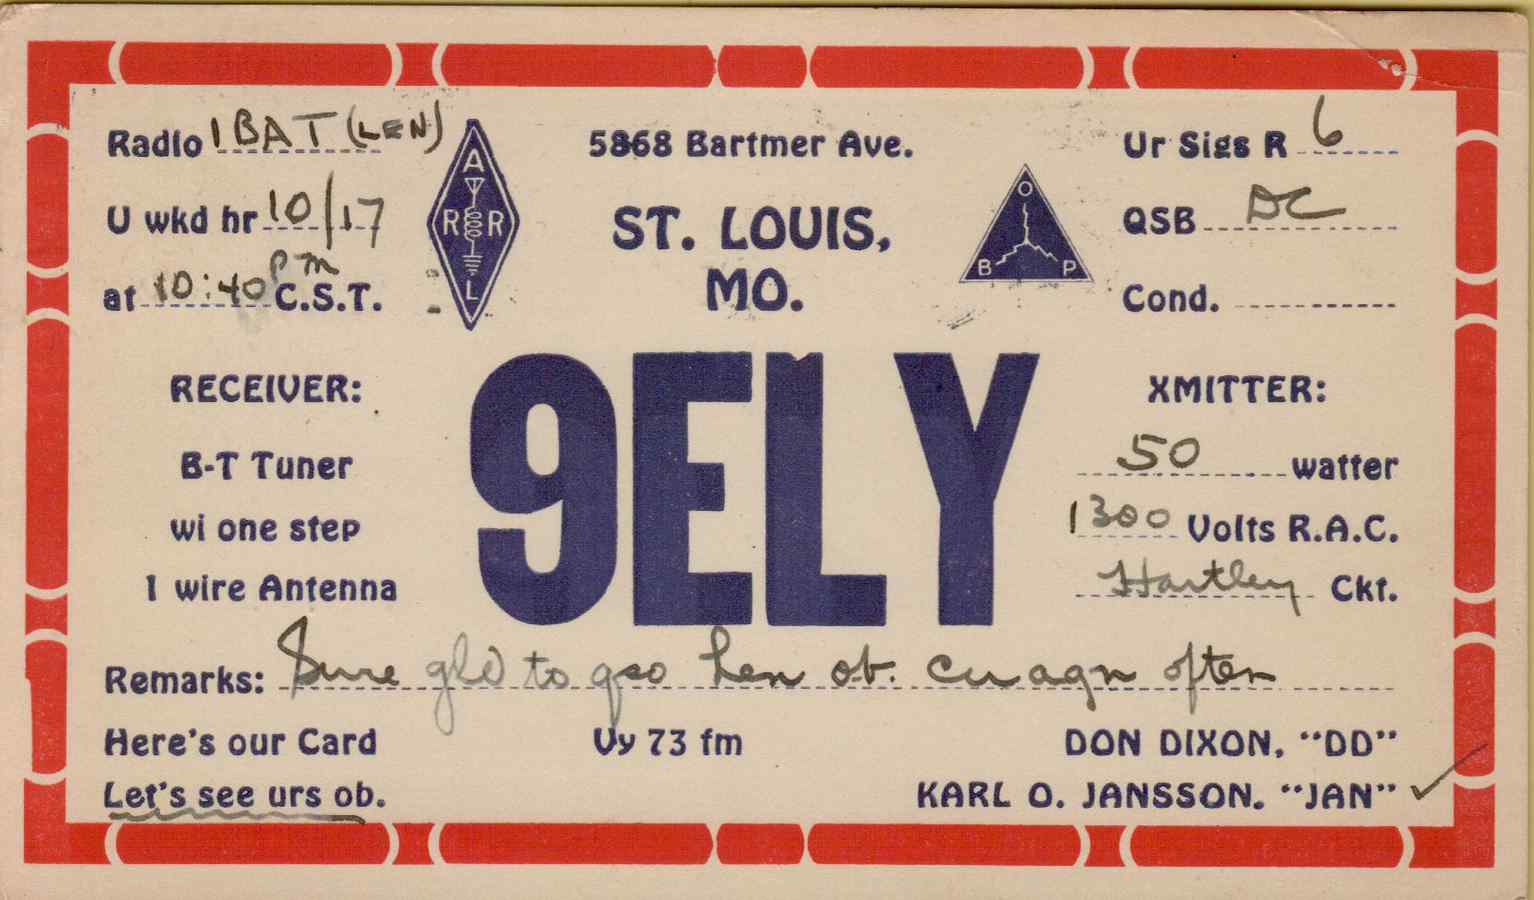 Radio 1BAT (LEN)
U wkd hr 10/17
at 10:40 PM C.S.T.
A
R R
L
5868 Bartmer Ave.
ST. LOUIS,
MO.
O
B P
Ur Sigs R 6
QSB DC
Cond.
RECEIVER:
B-T Tuner
wi one step
1 wire Antenna
9ELY
XMITTER:
50 watter
1300 Volts R.A.C.
Hartley Ckt.
Remarks: Sure gld to qso Len ob. cu agn often
Here's our Card
Vy 73 fm
DON DIXON, "DD"
Let's see urs ob.
KARL O. JANSSON. "JAN" ✓